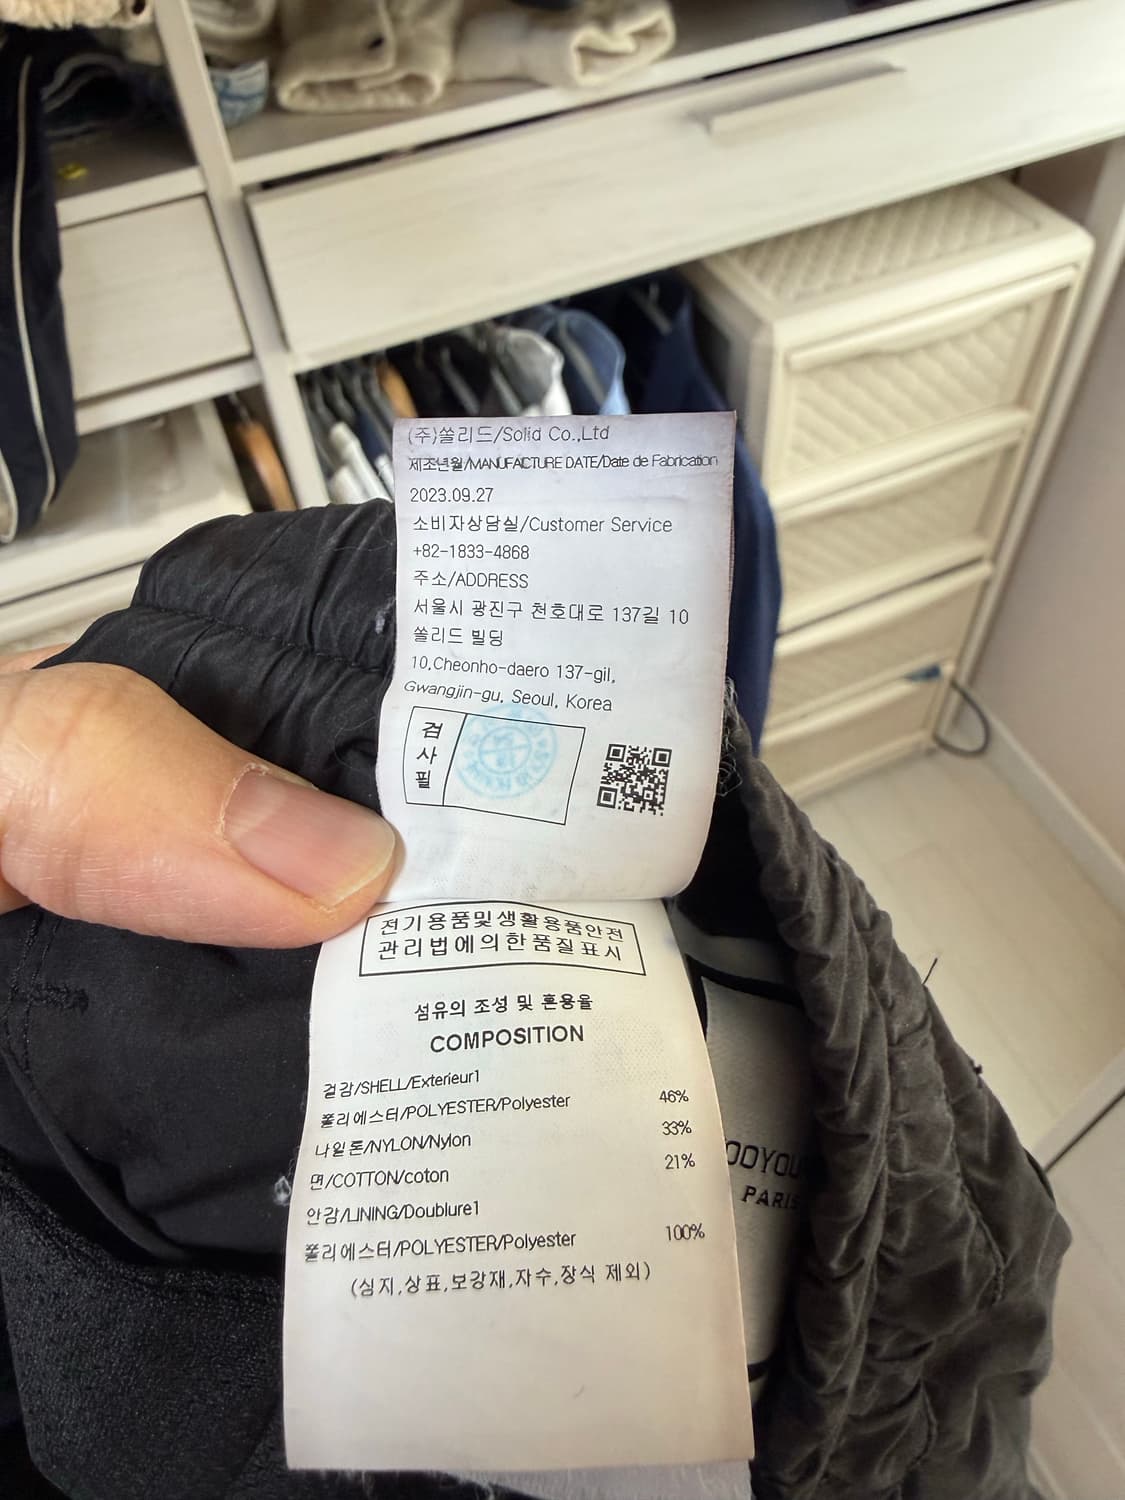 (주)쏠리드/Solid Co.,Ltd
제조년월/MANUFACTURE DATE/Date de Fabrication
2023.09.27
소비자상담실/Customer Service
+82-1833-4868
주소/ADDRESS
서울시 광진구 천호대로 137길 10
쏠리드 빌딩
10,Cheonho-daero 137-gil,
Gwangjin-gu, Seoul, Korea
검사필
전기용품및생활용품안전
관리법에의한품질표시
섬유의 조성 및 혼용율
COMPOSITION
겉감/SHELL/Exterieur1
폴리에스터/POLYESTER/Polyester 46%
나일론/NYLON/Nylon 33%
면/COTTON/coton 21%
안감/LINING/Doublure1
폴리에스터/POLYESTER/Polyester 100%
(심지,상표,보강재,자수,장식 제외)
PARIS